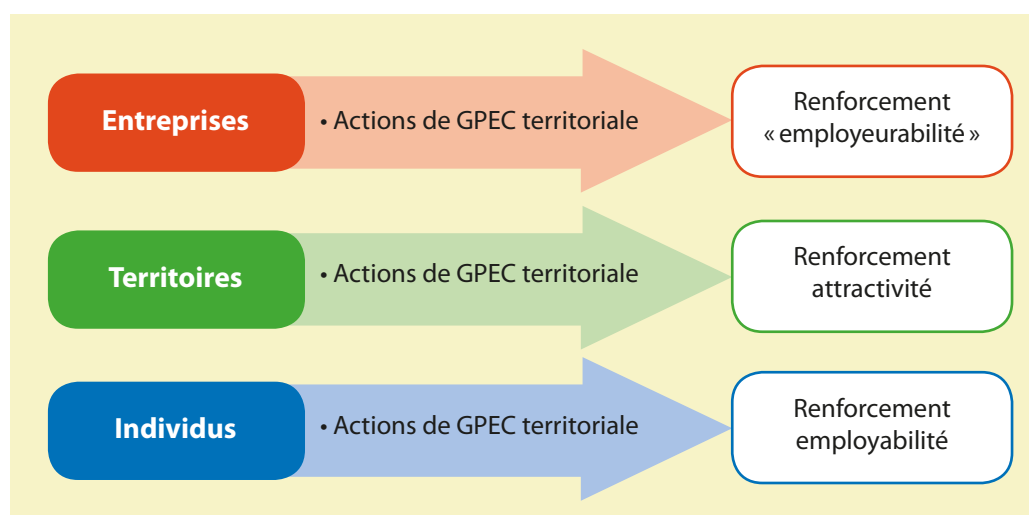 Entreprises
• Actions de GPEC territoriale
Renforcement
« employeurabilité »
Territoires
• Actions de GPEC territoriale
Renforcement
attractivité
Individus
• Actions de GPEC territoriale
Renforcement
employabilité